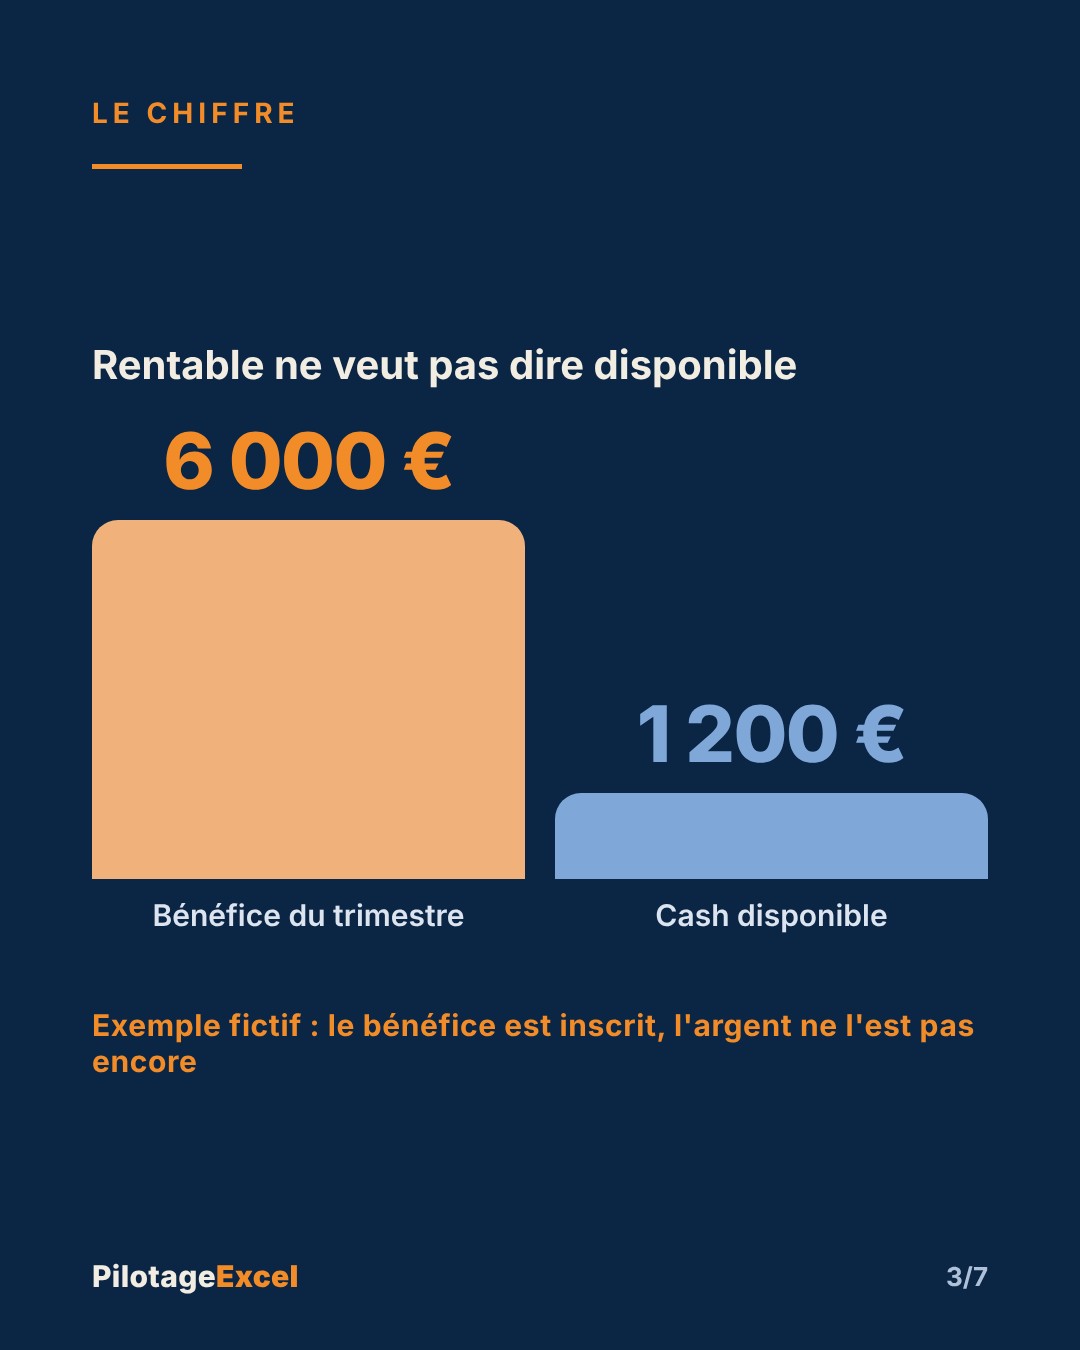 LE CHIFFRE
Rentable ne veut pas dire disponible
6 000 €
1 200 €
Bénéfice du trimestre
Cash disponible
Exemple fictif : le bénéfice est inscrit, l'argent ne l'est pas
encore
PilotageExcel
3/7